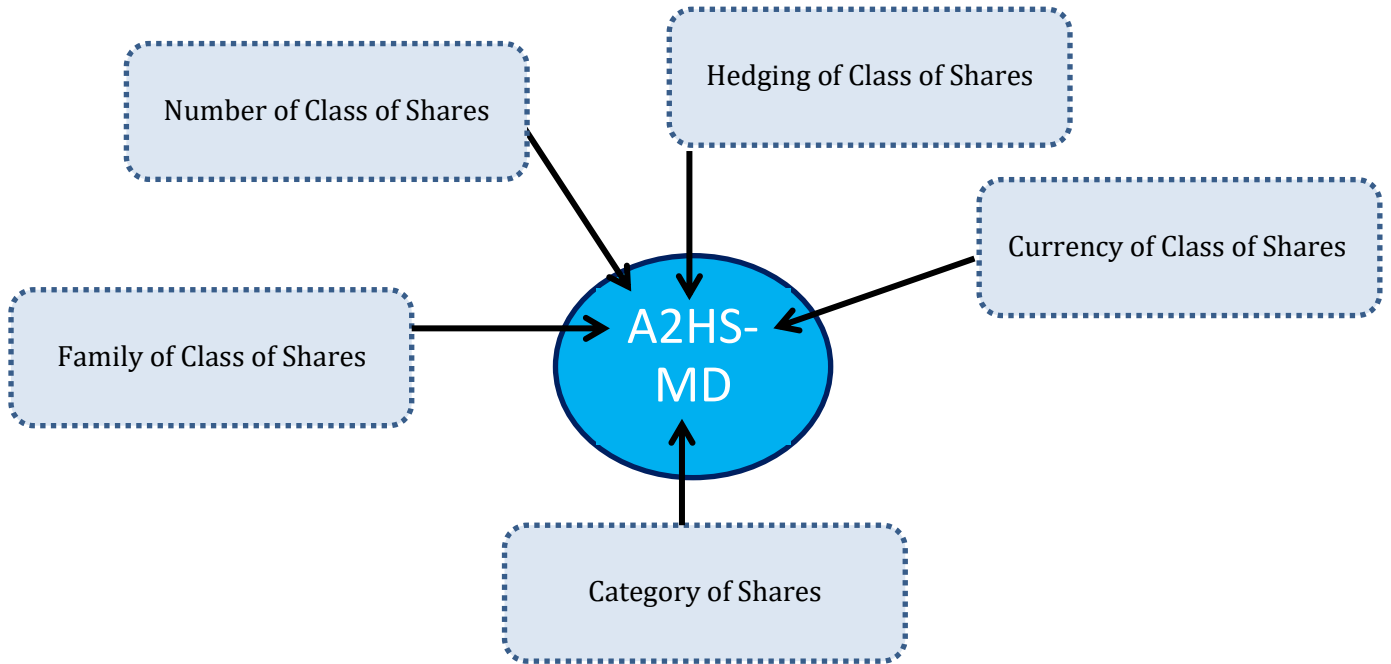 Hedging of Class of Shares
Number of Class of Shares
Currency of Class of Shares
Family of Class of Shares
A2HS-
MD
Category of Shares